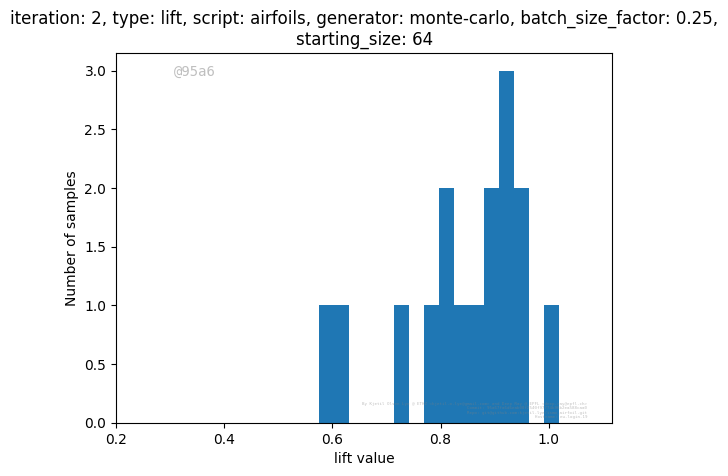 iteration: 2, type: lift, script: airfoils, generator: monte-carlo, batch_size_factor: 0.25,
starting_size: 64
@95a6
3.0
2.5
2.0
1.5
1.0
0.5
0.0
Number of samples
0.2 0.4 0.6 0.8 1.0
lift value